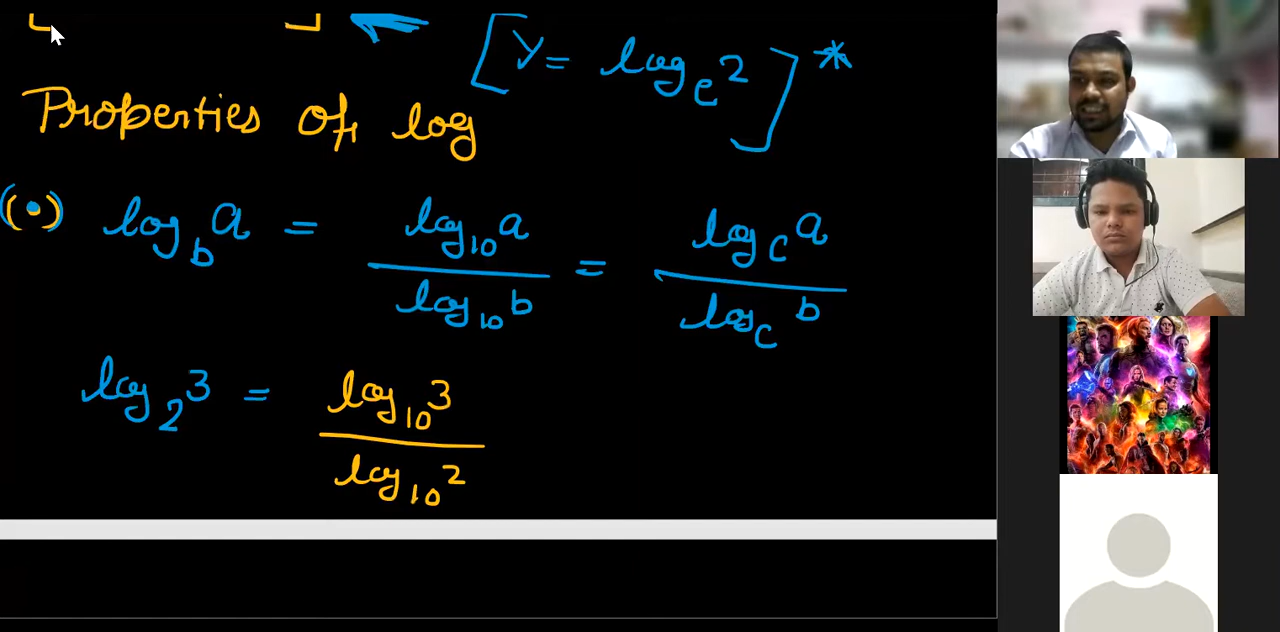 [Y = log_e 2] *
Properties of log
(•) log_b a = log_10 a / log_10 b = log_c a / log_c b
log_2 3 = log_10 3 / log_10 2